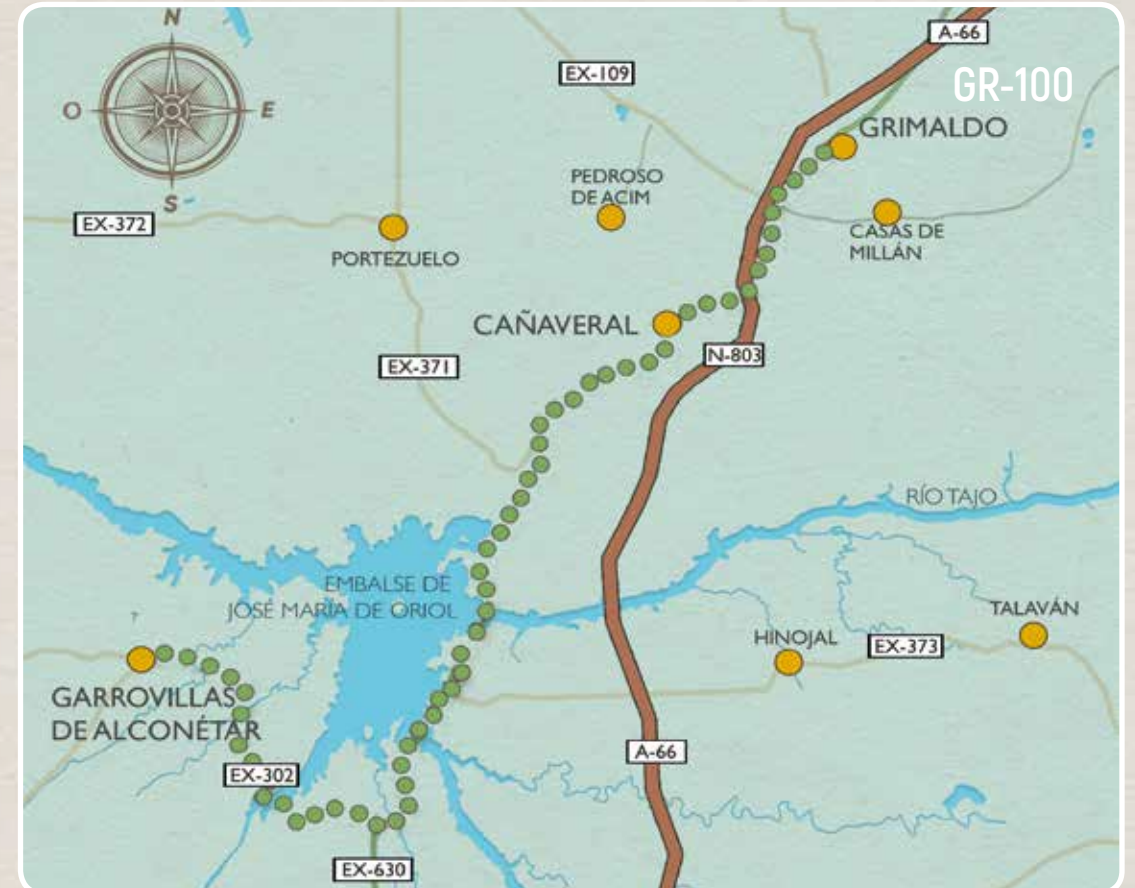 N
A-66
EX-109
GR-100
O
E
GRIMALDO
PEDROSO
DE ACIM
S
EX-372
CASAS DE
MILLÁN
PORTEZUELO
CAÑAVERAL
N-803
EX-371
RÍO TAJO
EMBALSE DE
JOSÉ MARÍA DE ORIOL
TALAVÁN
HINOJAL
EX-373
GARROVILLAS
DE ALCONÉTAR
A-66
EX-302
EX-630